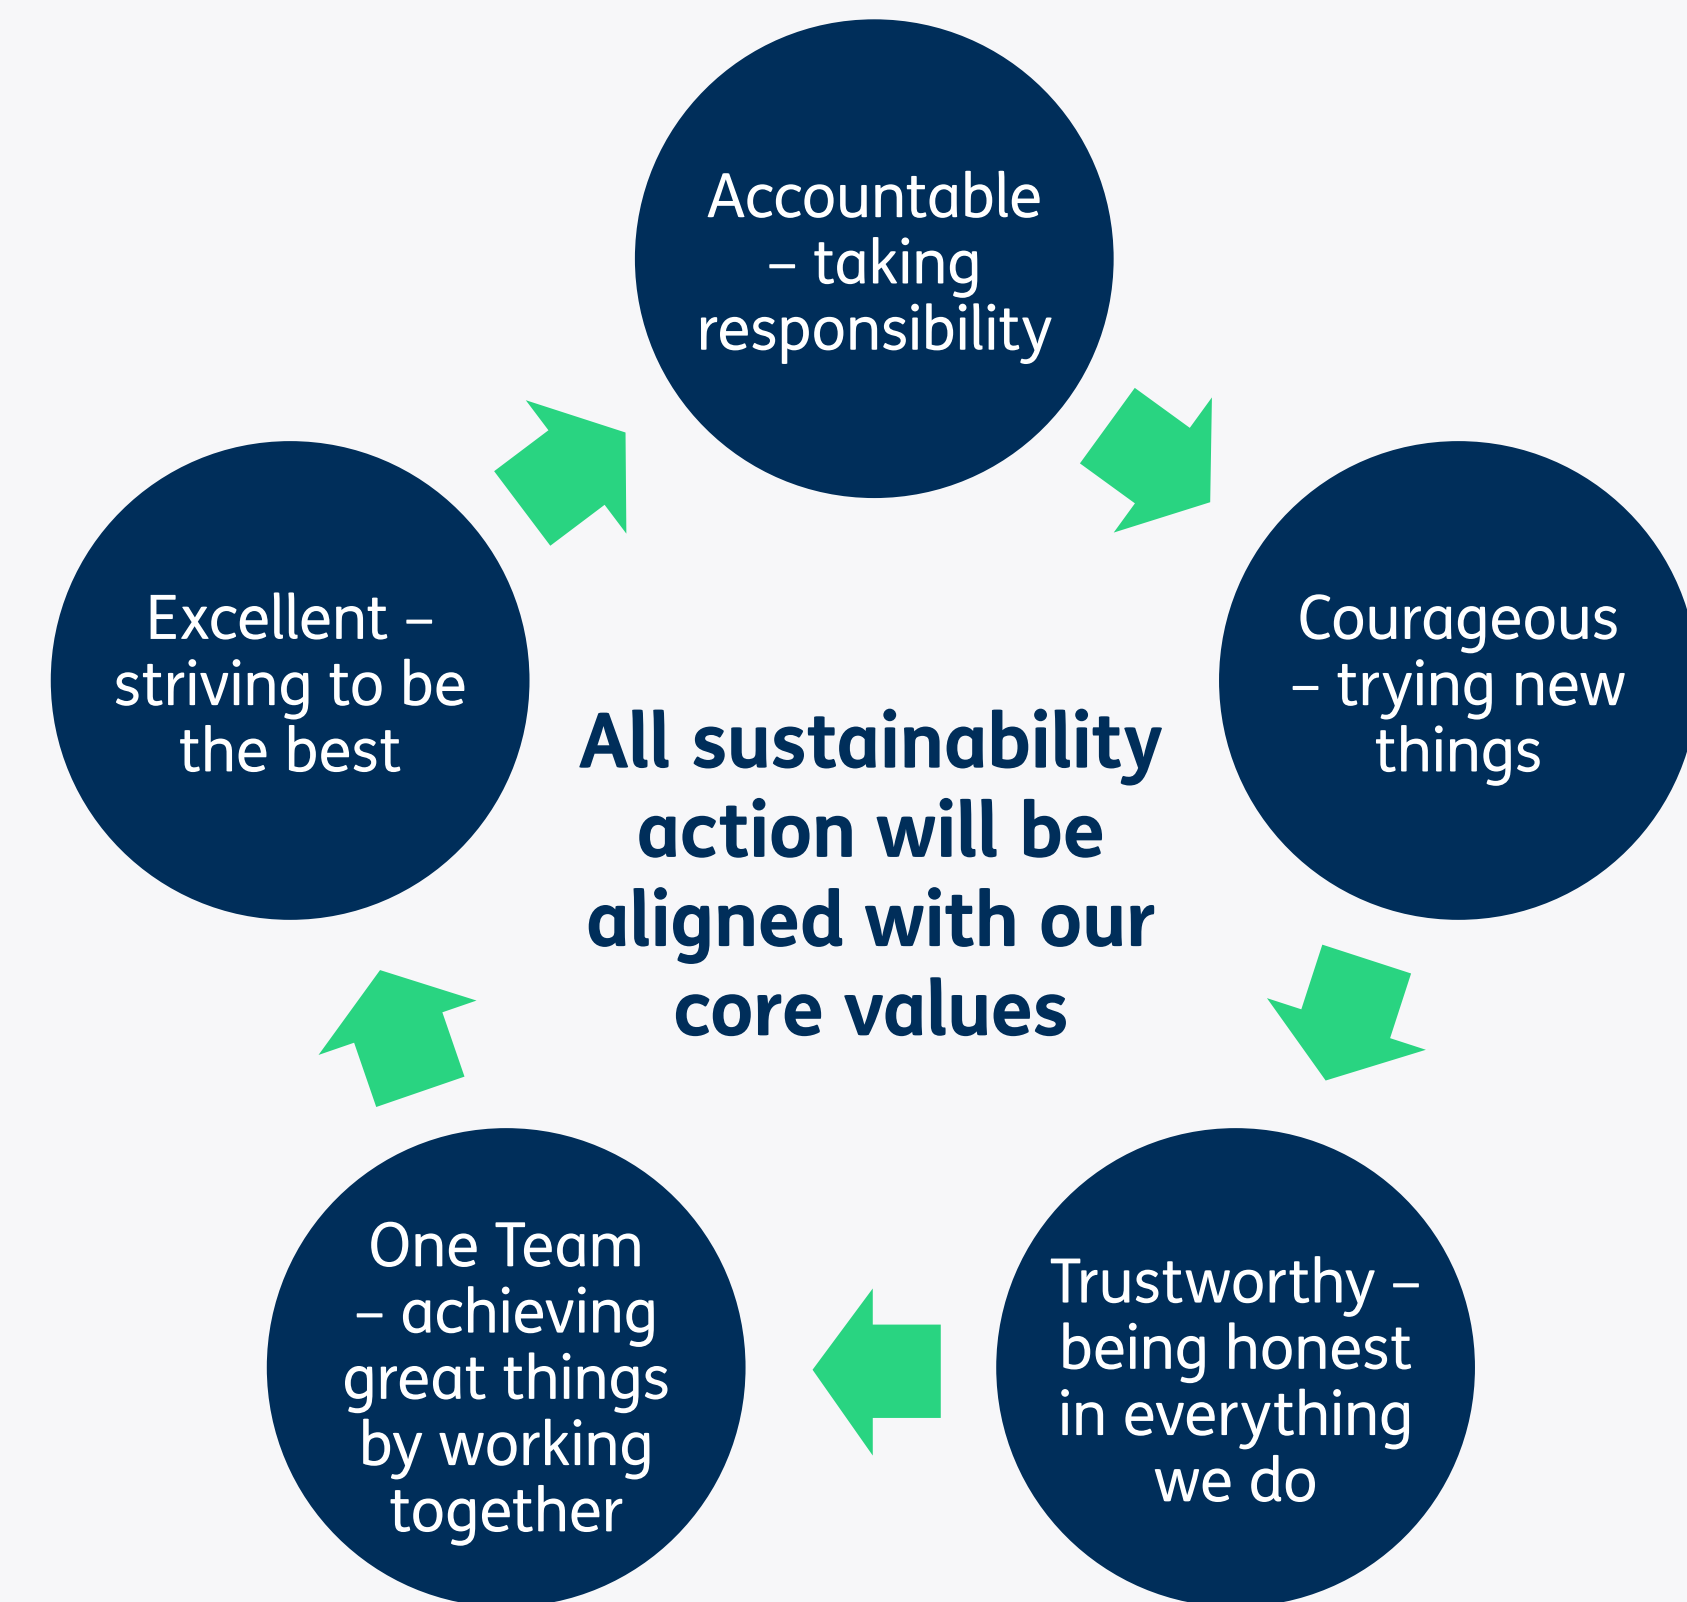 Accountable
– taking
responsibility
Courageous
– trying new
things
Trustworthy –
being honest
in everything
we do
One Team
– achieving
great things
by working
together
Excellent –
striving to be
the best
All sustainability
action will be
aligned with our
core values